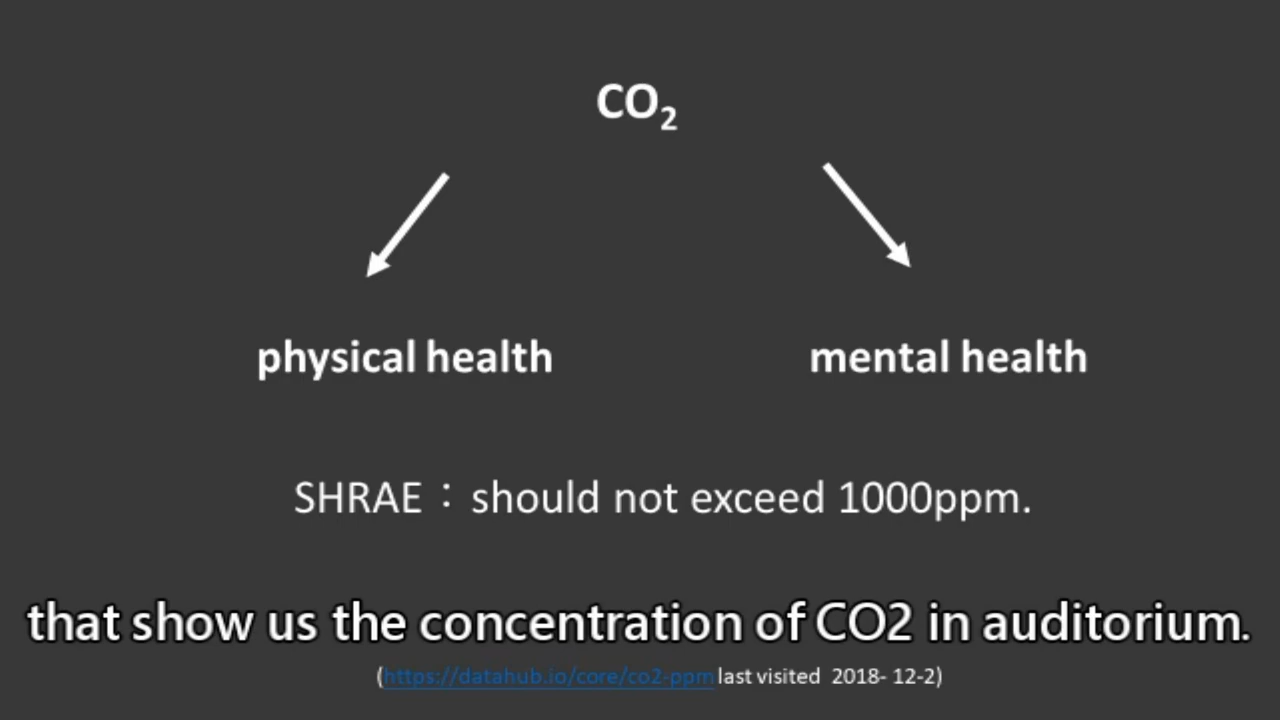 CO₂
physical health
mental health
SHRAE：should not exceed 1000ppm.
that show us the concentration of CO2 in auditorium.
(https://datahub.io/core/co2-ppm last visited 2018- 12-2)